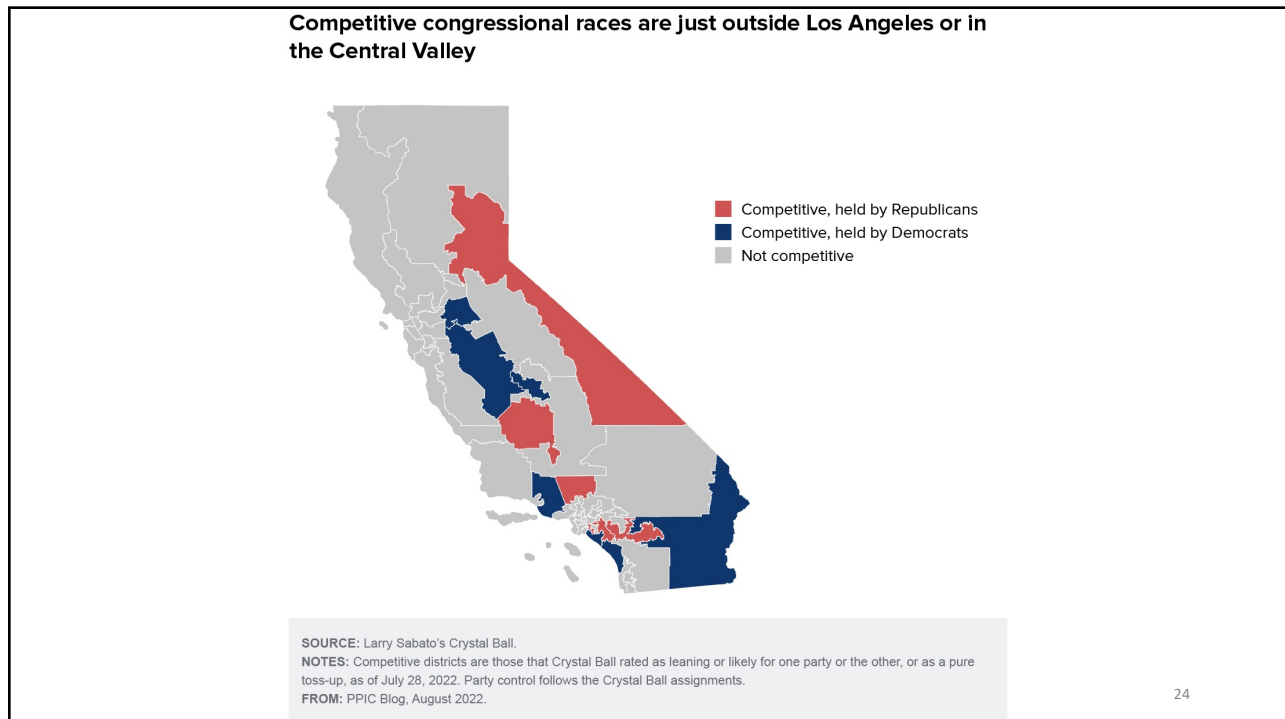 Competitive congressional races are just outside Los Angeles or in
the Central Valley
Competitive, held by Republicans
Competitive, held by Democrats
Not competitive
SOURCE: Larry Sabato’s Crystal Ball.
NOTES: Competitive districts are those that Crystal Ball rated as leaning or likely for one party or the other, or as a pure
toss-up, as of July 28, 2022. Party control follows the Crystal Ball assignments.
FROM: PPIC Blog, August 2022.
24